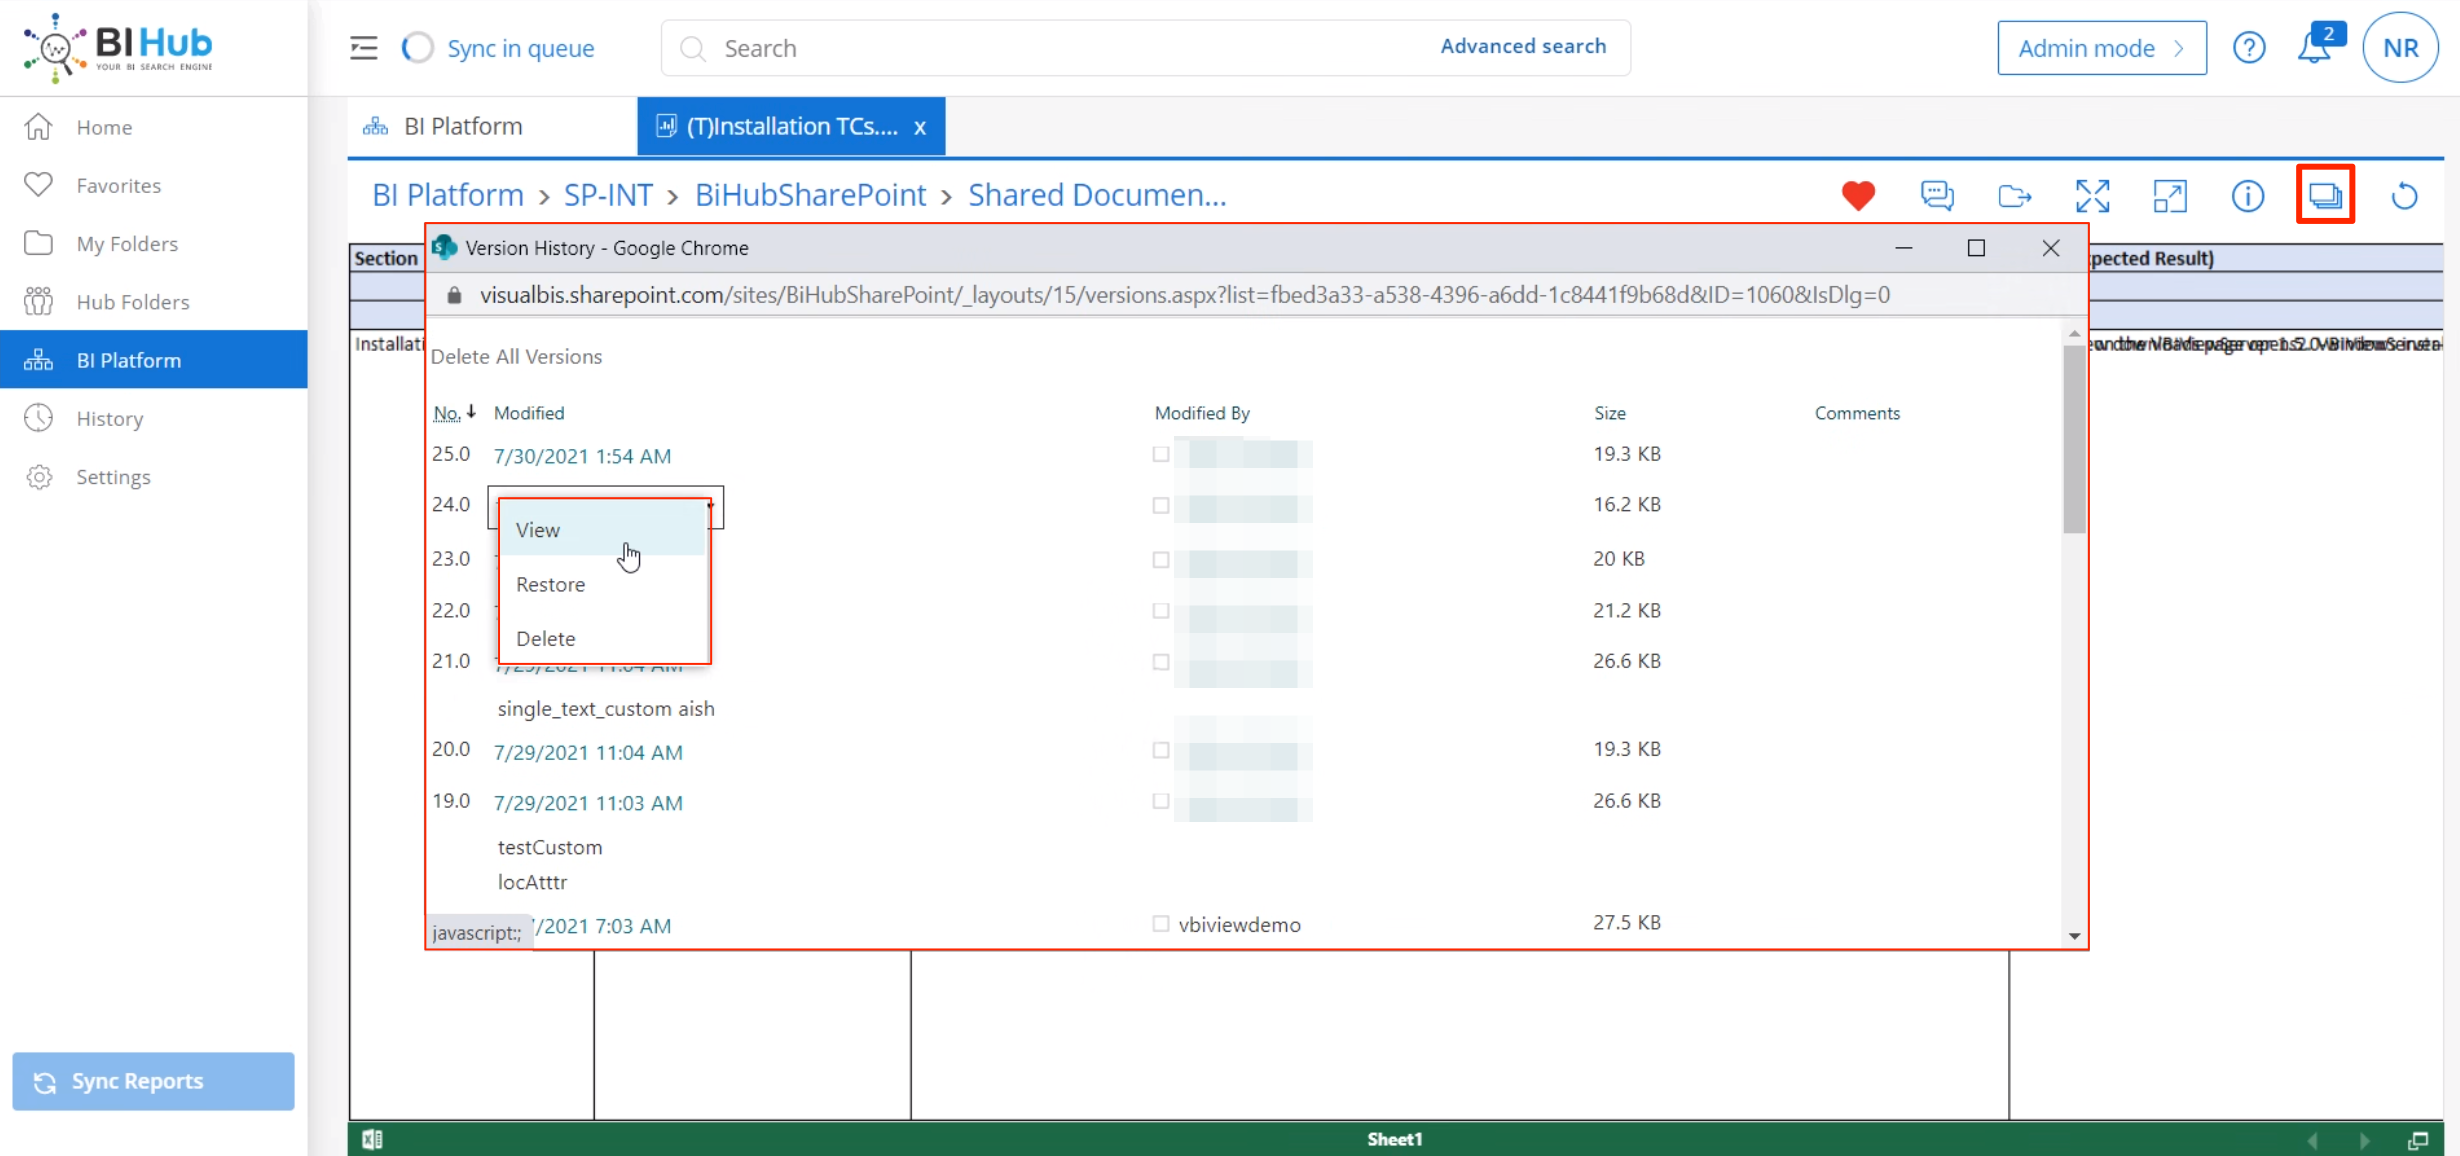 BI Hub
YOUR BI SEARCH ENGINE
Sync in queue
Search
Advanced search
Admin mode
2
NR
Home
Favorites
My Folders
Hub Folders
BI Platform
History
Settings
Sync Reports
BI Platform
(T)Installation TCs.... x
BI Platform > SP-INT > BiHubSharePoint > Shared Documen...
Section
pected Result)
Installati
Version History - Google Chrome
visualbis.sharepoint.com/sites/BiHubSharePoint/_layouts/15/versions.aspx?list=fbed3a33-a538-4396-a6dd-1c8441f9b68d&ID=1060&IsDlg=0
Delete All Versions
No. Modified Modified By Size Comments
25.0 7/30/2021 1:54 AM 19.3 KB
24.0 16.2 KB
View
23.0 20 KB
Restore
22.0 21.2 KB
Delete
21.0 7/29/2021 11:04 AM 26.6 KB
single_text_custom aish
20.0 7/29/2021 11:04 AM 19.3 KB
19.0 7/29/2021 11:03 AM 26.6 KB
testCustom
locAtttr
/2021 7:03 AM vbiviewdemo 27.5 KB
javascript:;
Sheet1